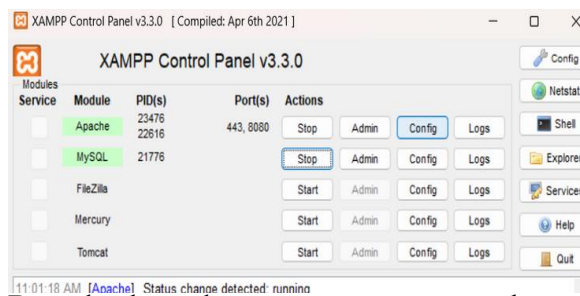 XAMPP Control Panel v3.3.0 [ Compiled: Apr 6th 2021 ]
XAMPP Control Panel v3.3.0
Config
Modules
Service Module PID(s) Port(s) Actions
Netstat
Apache 23476 22616 443, 8080 Stop Admin Config Logs
Shell
MySQL 21776 Stop Admin Config Logs
Explorer
FileZilla Start Admin Config Logs
Services
Mercury Start Admin Config Logs
Help
Tomcat Start Admin Config Logs
Quit
11:01:18 AM [Apache] Status change detected: running